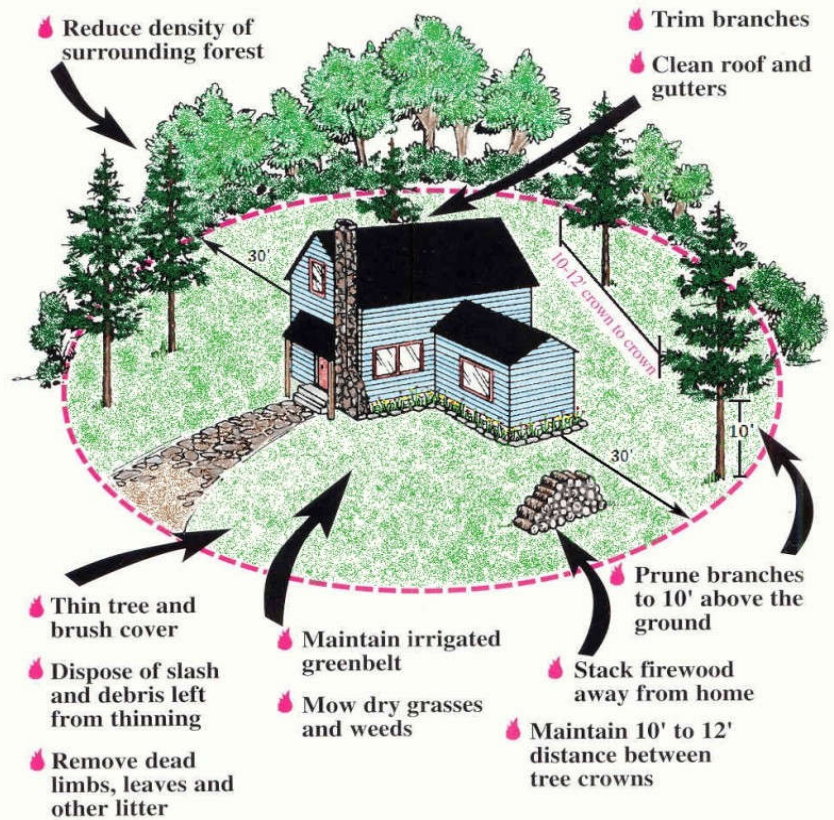 Reduce density of
surrounding forest
Trim branches
Clean roof and
gutters
30'
10-12' crown to crown
10'
30'
Thin tree and
brush cover
Dispose of slash
and debris left
from thinning
Remove dead
limbs, leaves and
other litter
Maintain irrigated
greenbelt
Mow dry grasses
and weeds
Prune branches
to 10' above the
ground
Stack firewood
away from home
Maintain 10' to 12'
distance between
tree crowns